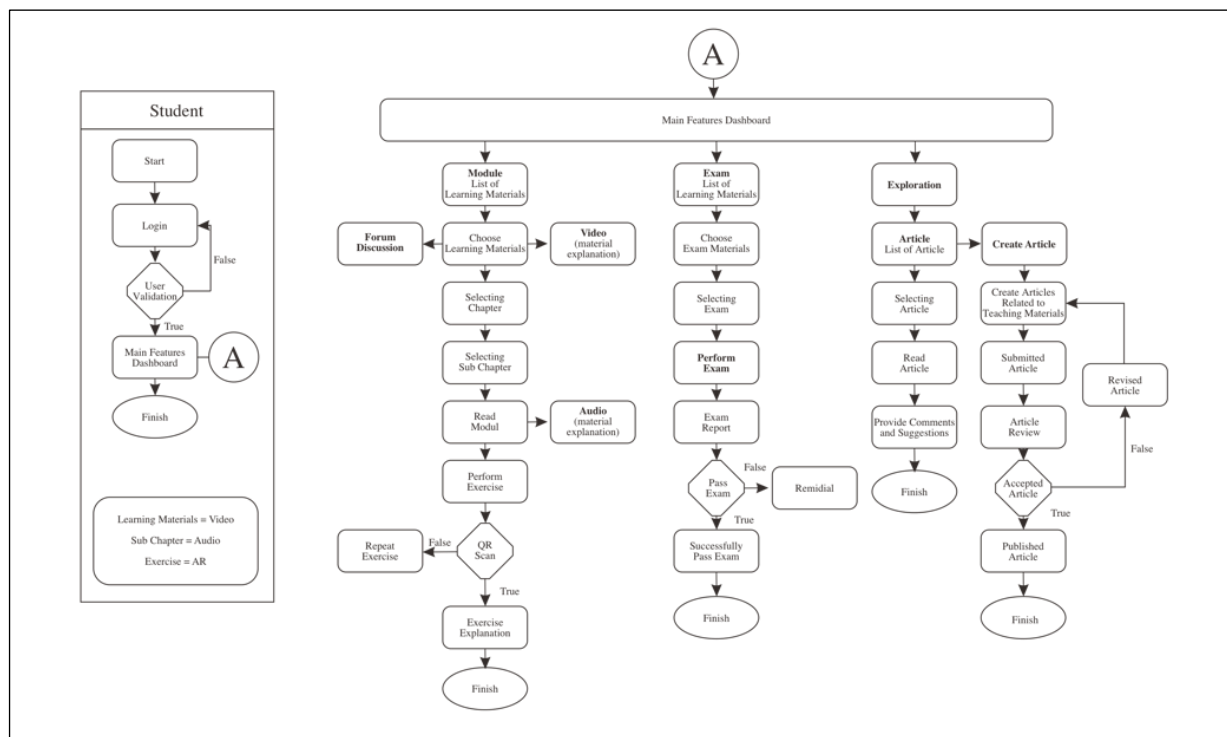 Student
Start
Login
False
User
Validation
True
Main Features
Dashboard
A
Finish
Learning Materials = Video
Sub Chapter = Audio
Exercise = AR
A
Main Features Dashboard
Module
List of
Learning Materials
Forum
Discussion
Choose
Learning Materials
Video
(material
explanation)
Selecting
Chapter
Selecting
Sub Chapter
Read
Modul
Audio
(material
explanation)
Perform
Exercise
QR
Scan
False
Repeat
Exercise
True
Exercise
Explanation
Finish
Exam
List of
Learning Materials
Choose
Exam Materials
Selecting
Exam
Perform
Exam
Exam
Report
Pass
Exam
False
Remidial
True
Successfully
Pass Exam
Finish
Exploration
Article
List of Article
Selecting
Article
Read
Article
Provide Comments
and Suggestions
Finish
Create Article
Create Articles
Related to
Teaching Materials
Submitted
Article
Article
Review
Accepted
Article
False
Revised
Article
True
Published
Article
Finish